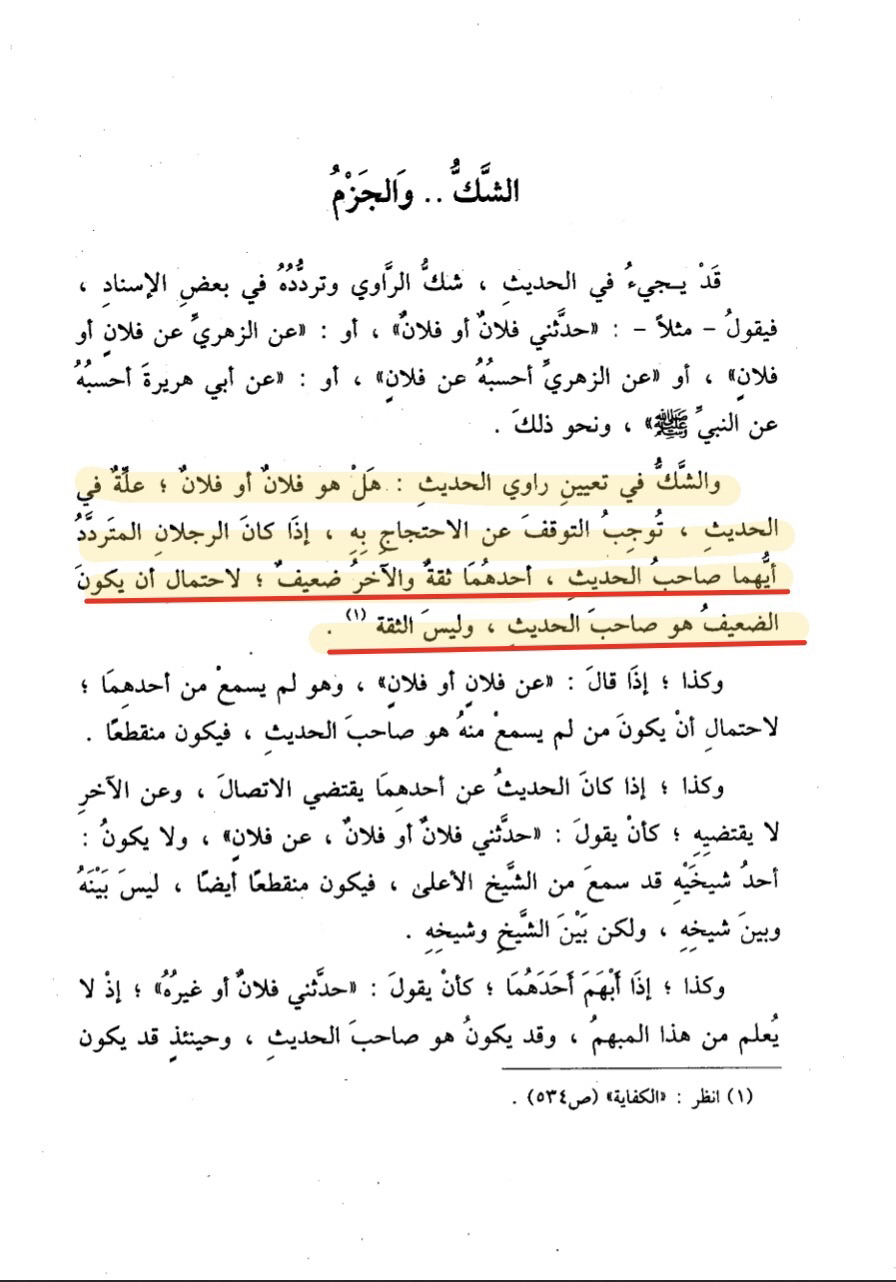 الشَّكُّ .. وَالجَزْمُ
قَدْ يـجيءُ في الحديثِ ، شكُّ الرَّاوي وتردُّدُهُ في بعضِ الإسنادِ ،
فيقولُ – مثلاً – : «حدَّثني فلانٌ أو فلانٌ» ، أو : «عن الزهريِّ عن فلانٍ أو
فلانٍ» ، أو «عن الزهريِّ أحسبُهُ عن فلانٍ» ، أو : «عن أبي هريرةَ أحسبُهُ
عن النبيِّ ﷺ» ، ونحو ذلكَ .
والشَّكُّ في تعيينِ راوي الحديثِ : هَلْ هو فلانٌ أو فلانٌ ؛ علَّةٌ في
الحديثِ ، تُوجِبُ التوقفَ عن الاحتجاجِ بِهِ ، إذَا كانَ الرجلانِ المتَردَّدُ
أيُّهما صاحبُ الحديثِ ، أحدهُمَا ثقةٌ والآخرُ ضعيفٌ ؛ لاحتمال أن يكونَ
الضعيفُ هو صاحبَ الحديثِ ، وليسَ الثقة (١) .
وكذا ؛ إذَا قالَ : «عن فلانٍ أو فلانٍ» ، وهو لم يسمعْ من أحدهمَا ؛
لاحتمالِ أنْ يكونَ من لم يسمعْ منهُ هو صاحبَ الحديثِ ، فيكون منقطعًا .
وكذا ؛ إذا كانَ الحديثُ عن أحدهمَا يقتضي الاتصالَ ، وعن الآخرِ
لا يقتضيِهِ ؛ كأنْ يقولَ : «حدَّثني فلانٌ أو فلانٌ ، عن فلانٍ» ، ولا يكونُ :
أحدُ شيخَيْهِ قد سمعَ من الشَّيخ الأعلىٰ ، فيكون منقطعًا أيضًا ، ليسَ بَيْنَهُ
وبينَ شيخِهِ ، ولكن بَيْنَ الشَّيخِ وشيخِهِ .
وكذا ؛ إذَا أَبْهَمَ أَحَدَهُمَا ؛ كأنْ يقولَ : «حدَّثني فلانٌ أو غيرُهُ» ؛ إذْ لا
يُعلم من هذا المبهمُ ، وقد يكونُ هو صاحبَ الحديثِ ، وحينئذٍ قد يكون
(١) انظر : «الكفاية» (ص٥٣٤) .